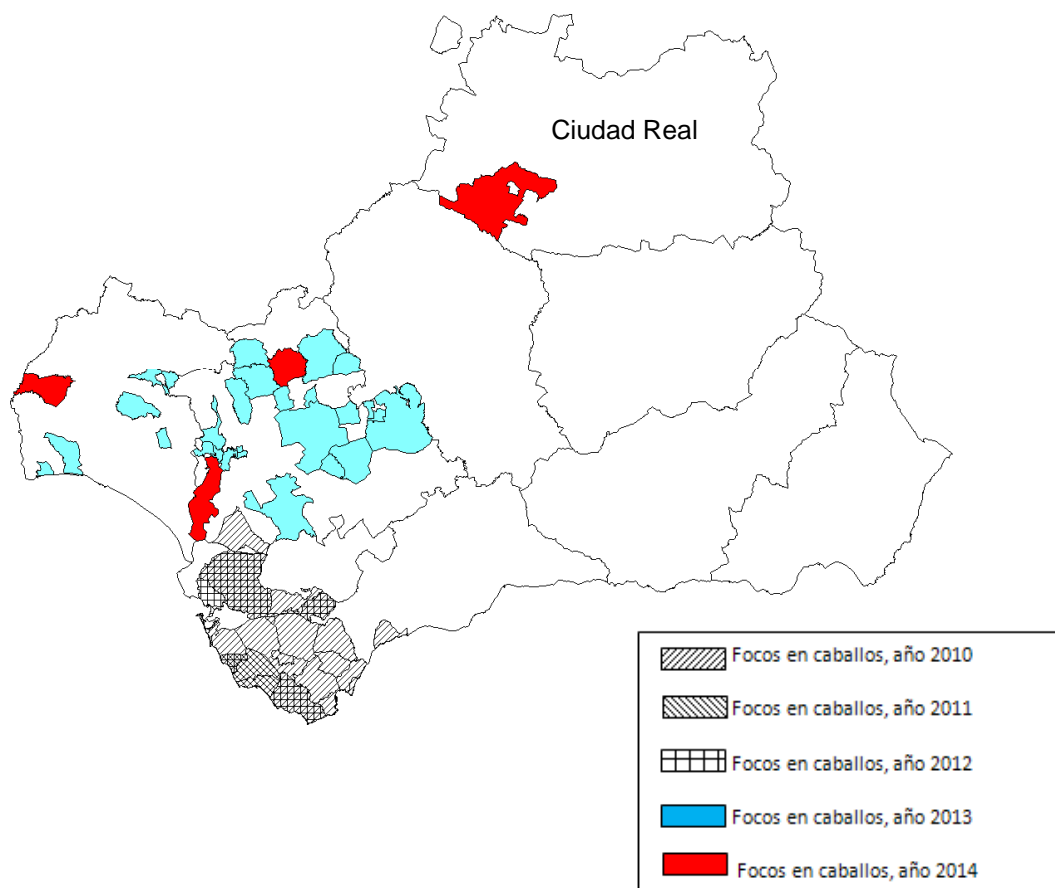 Ciudad Real
Focos en caballos, año 2010
Focos en caballos, año 2011
Focos en caballos, año 2012
Focos en caballos, año 2013
Focos en caballos, año 2014